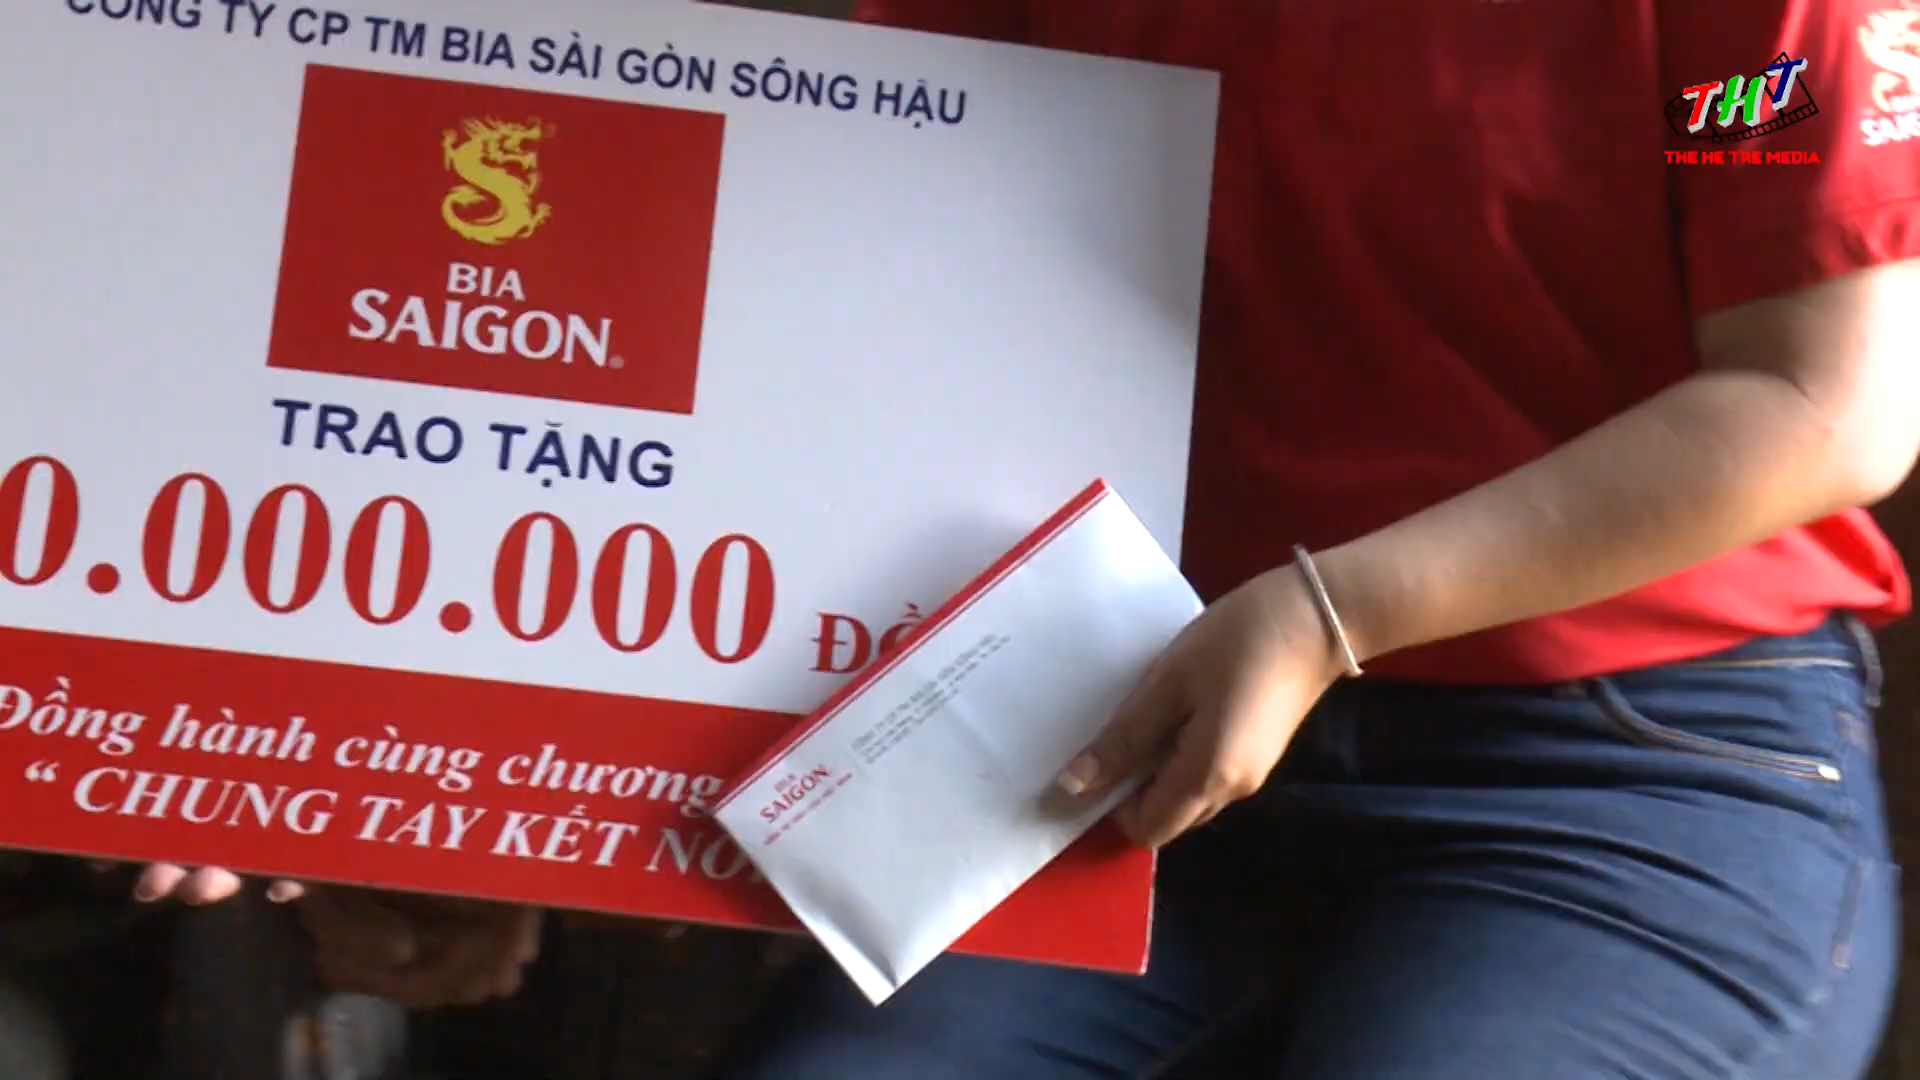 CÔNG TY CP TM BIA SÀI GÒN SÔNG HẬU
BIA
SAIGON
TRAO TẶNG
0.000.000
Đồng hành cùng chương
“ CHUNG TAY KẾT
BIA
SAIGON
THT
THE HE TRE MEDIA